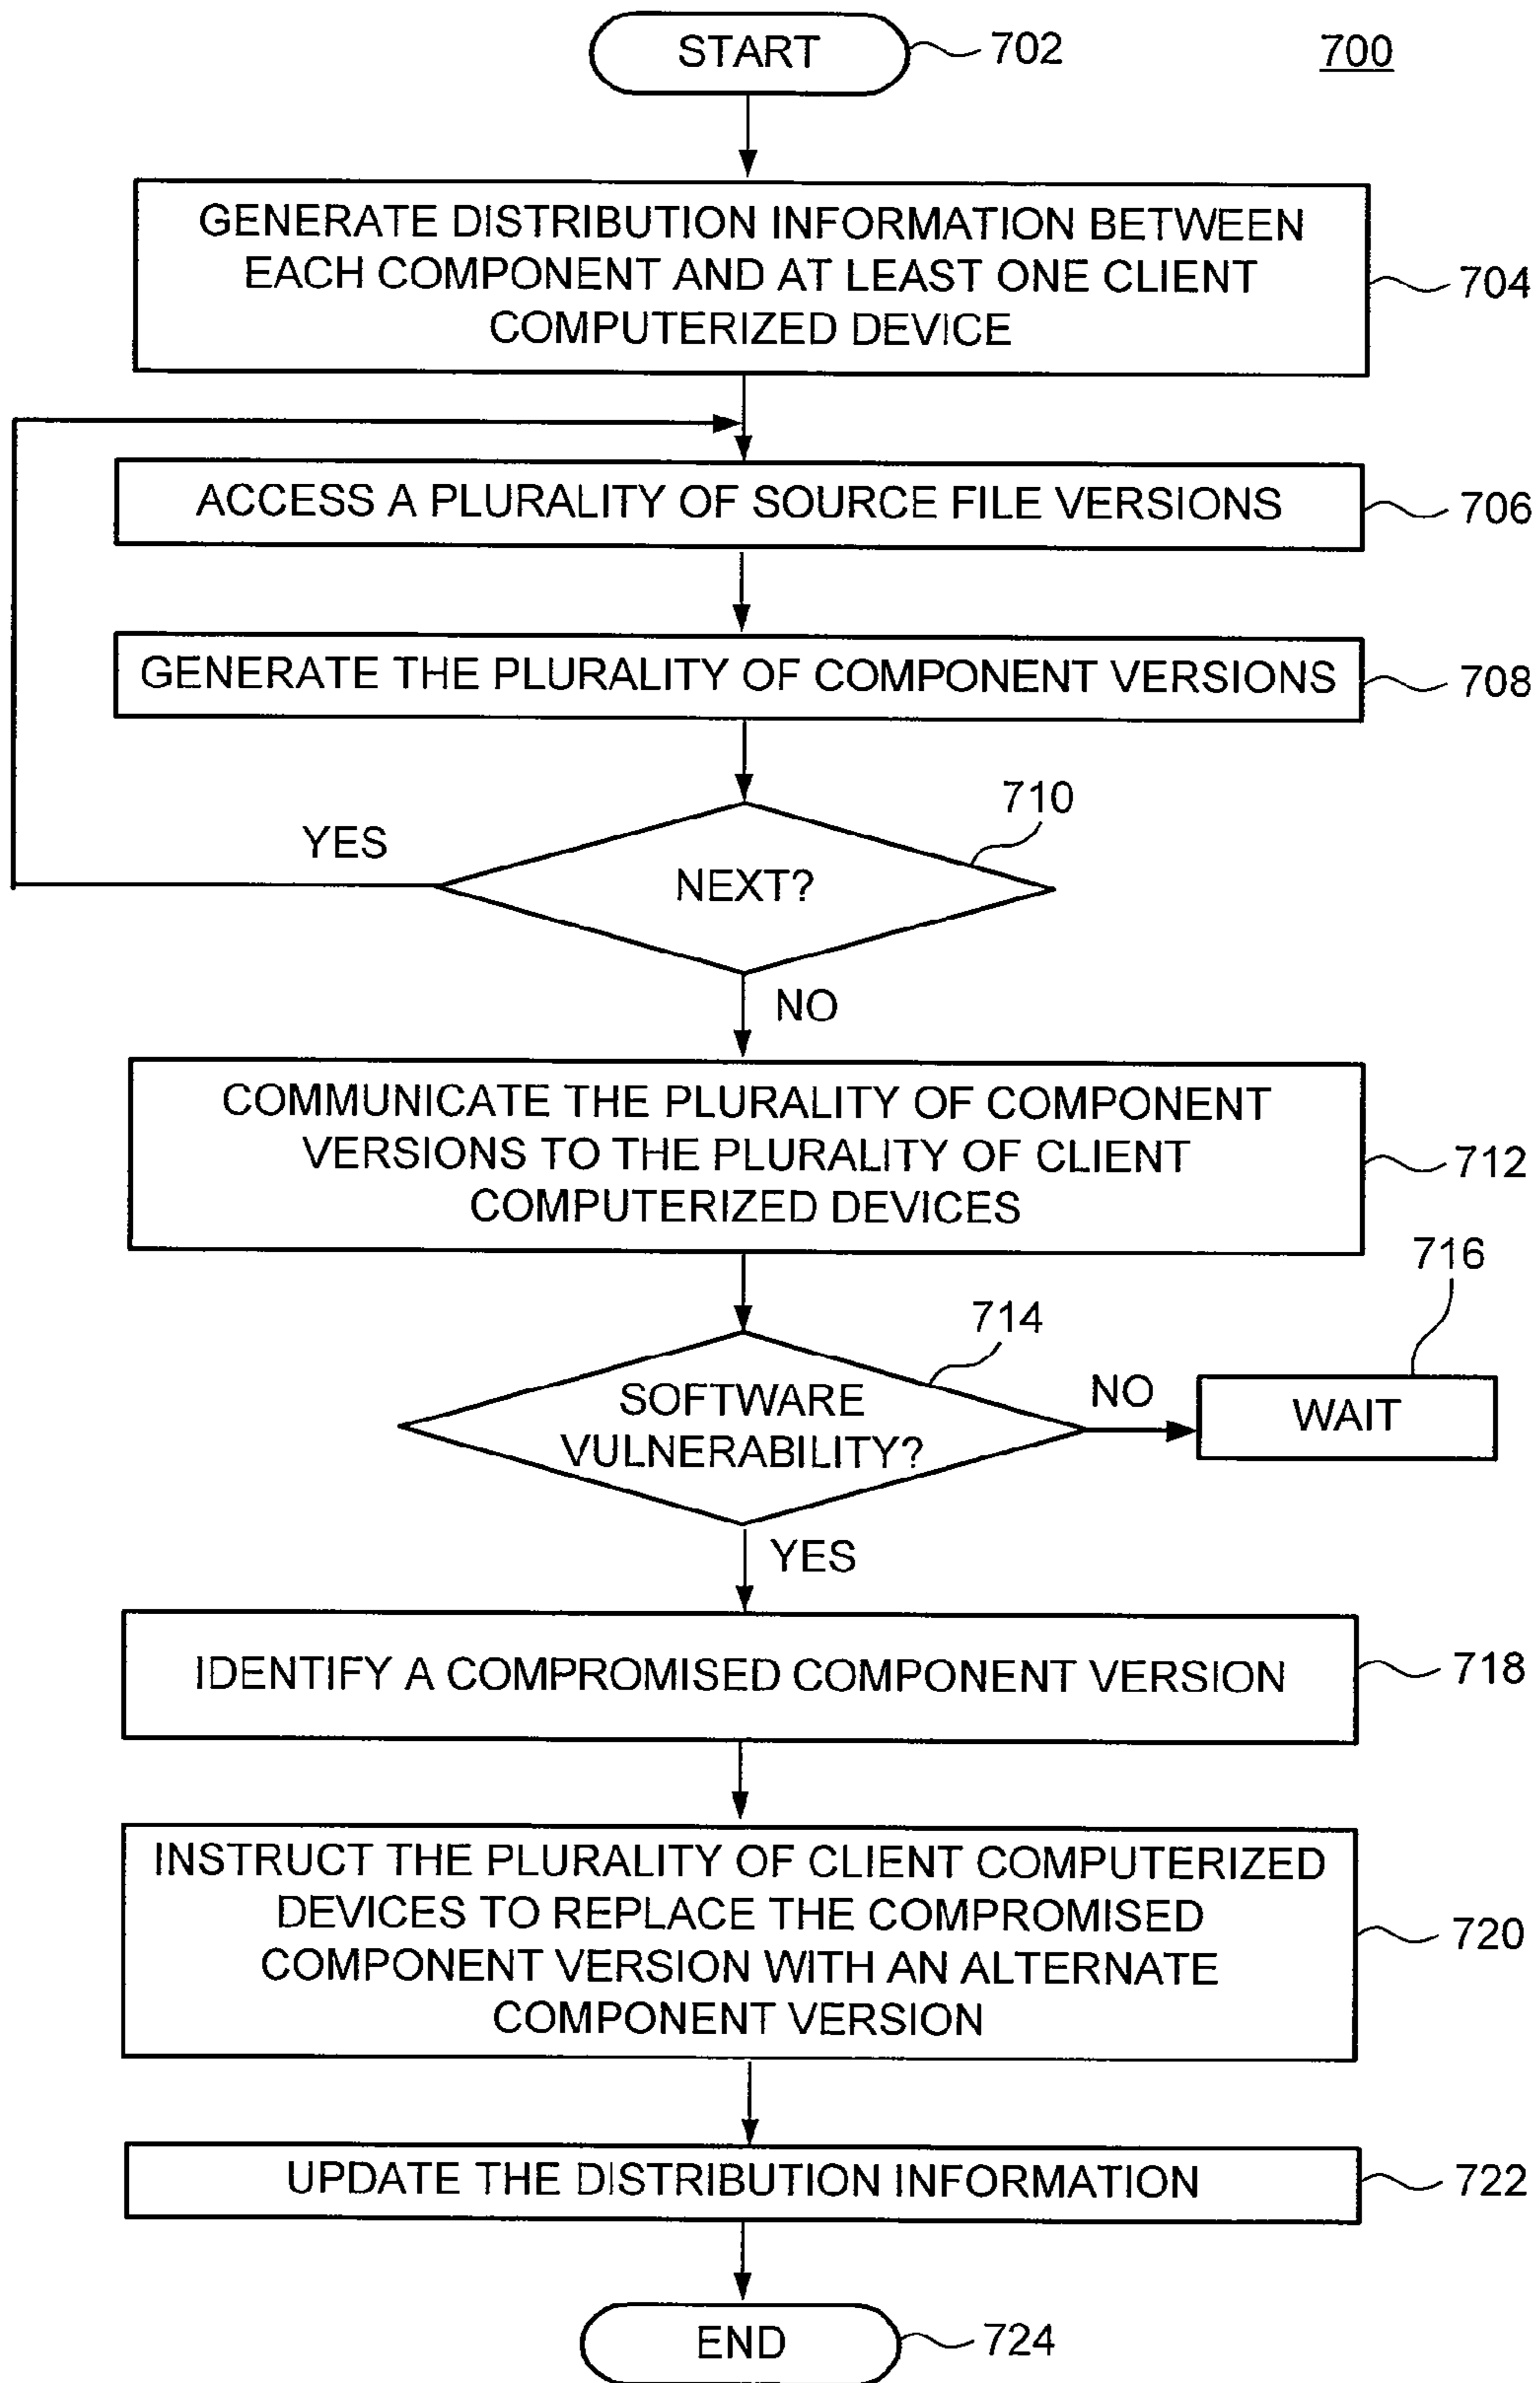 START
702
700
GENERATE DISTRIBUTION INFORMATION BETWEEN
EACH COMPONENT AND AT LEAST ONE CLIENT
COMPUTERIZED DEVICE
704
ACCESS A PLURALITY OF SOURCE FILE VERSIONS
706
GENERATE THE PLURALITY OF COMPONENT VERSIONS
708
710
YES
NEXT?
NO
COMMUNICATE THE PLURALITY OF COMPONENT
VERSIONS TO THE PLURALITY OF CLIENT
COMPUTERIZED DEVICES
712
716
714
SOFTWARE
VULNERABILITY?
NO
WAIT
YES
IDENTIFY A COMPROMISED COMPONENT VERSION
718
INSTRUCT THE PLURALITY OF CLIENT COMPUTERIZED
DEVICES TO REPLACE THE COMPROMISED
COMPONENT VERSION WITH AN ALTERNATE
COMPONENT VERSION
720
UPDATE THE DISTRIBUTION INFORMATION
722
END
724